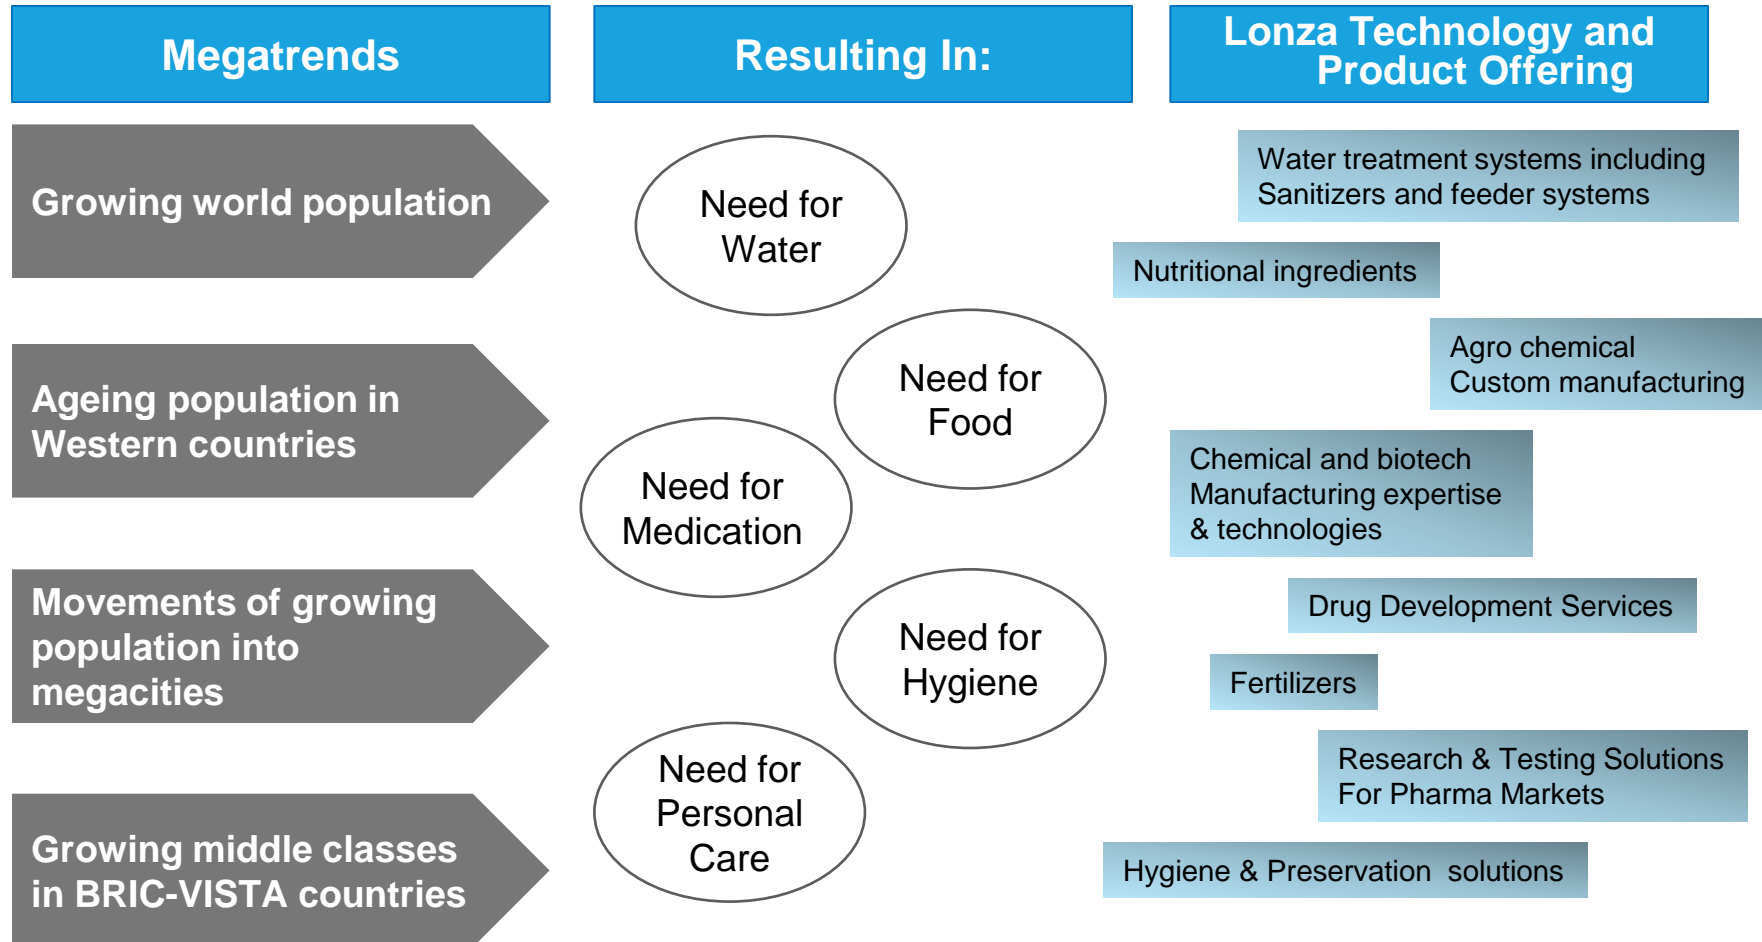 Megatrends
Resulting In:
Lonza Technology and
Product Offering
Growing world population
Ageing population in
Western countries
Movements of growing
population into
megacities
Growing middle classes
in BRIC-VISTA countries
Need for
Water
Need for
Food
Need for
Medication
Need for
Hygiene
Need for
Personal
Care
Water treatment systems including
Sanitizers and feeder systems
Nutritional ingredients
Agro chemical
Custom manufacturing
Chemical and biotech
Manufacturing expertise
& technologies
Drug Development Services
Fertilizers
Research & Testing Solutions
For Pharma Markets
Hygiene & Preservation solutions